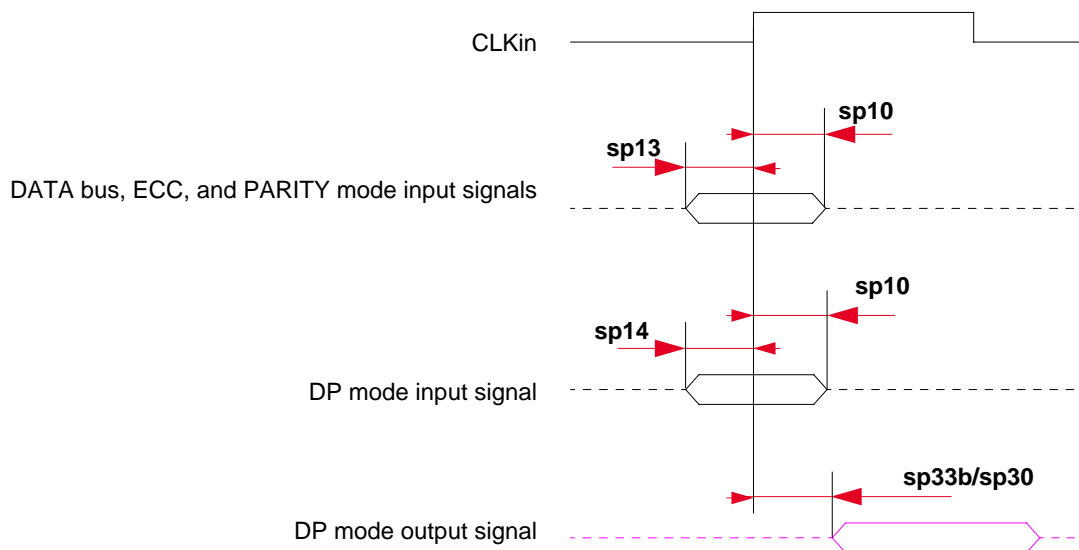 CLKin
sp10
sp13
DATA bus, ECC, and PARITY mode input signals
sp10
sp14
DP mode input signal
sp33b/sp30
DP mode output signal